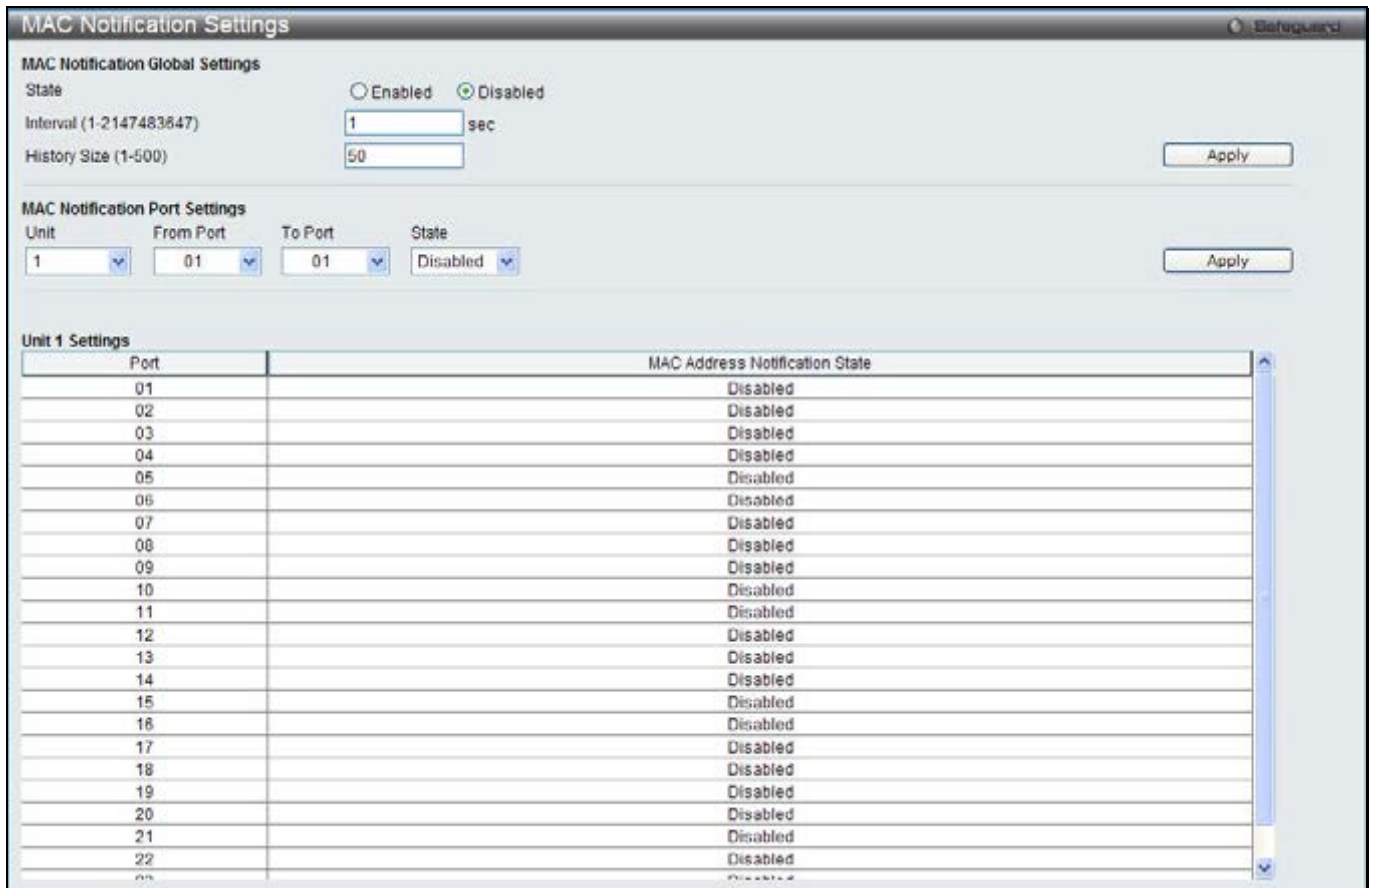 MAC Notification Settings
Safeguard
MAC Notification Global Settings
State Enabled Disabled
Interval (1-2147483647) 1 sec
History Size (1-500) 50 Apply
MAC Notification Port Settings
Unit From Port To Port State
1 01 01 Disabled Apply
Unit 1 Settings
Port MAC Address Notification State
01 Disabled
02 Disabled
03 Disabled
04 Disabled
05 Disabled
06 Disabled
07 Disabled
08 Disabled
09 Disabled
10 Disabled
11 Disabled
12 Disabled
13 Disabled
14 Disabled
15 Disabled
16 Disabled
17 Disabled
18 Disabled
19 Disabled
20 Disabled
21 Disabled
22 Disabled